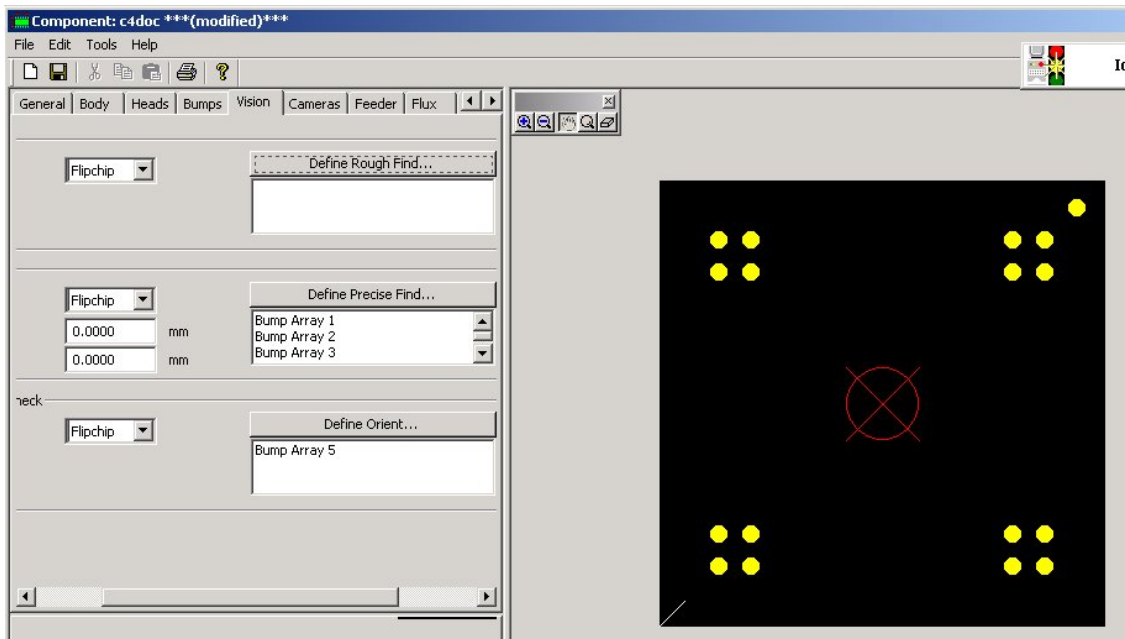 Component: c4doc ***(modified)***
File Edit Tools Help
General Body Heads Bumps Vision Cameras Feeder Flux
Flipchip
Define Rough Find...
Flipchip
Define Precise Find...
0.0000 mm
0.0000 mm
Bump Array 1
Bump Array 2
Bump Array 3
heck
Flipchip
Define Orient...
Bump Array 5